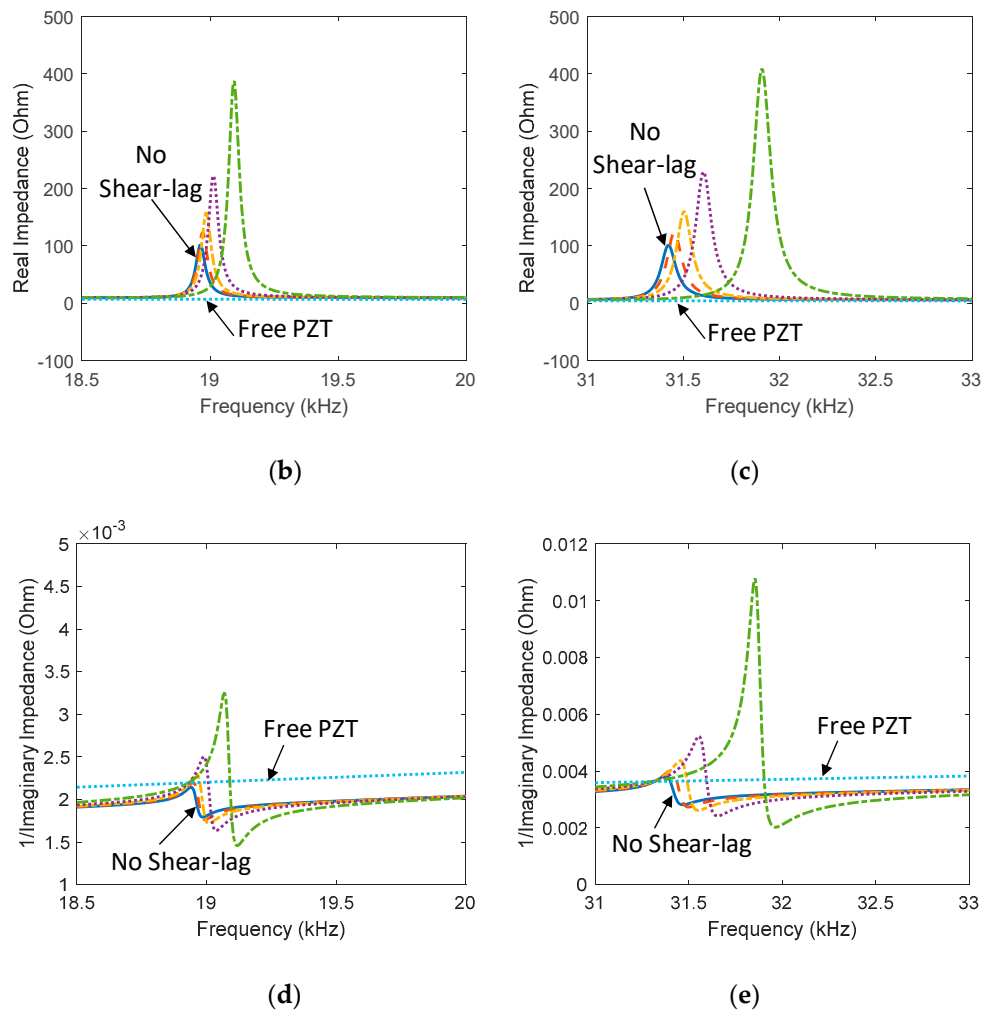 500
400
300
200
100
0
-100
Real Impedance (Ohm)
No
Shear-lag
Free PZT
18.5
19
19.5
20
Frequency (kHz)
(b)
500
400
300
200
100
0
-100
Real Impedance (Ohm)
No
Shear-lag
Free PZT
31
31.5
32
32.5
33
Frequency (kHz)
(c)
×10-3
5
4.5
4
3.5
3
2.5
2
1.5
1
1/Imaginary Impedance (Ohm)
Free PZT
No Shear-lag
18.5
19
19.5
20
Frequency (kHz)
(d)
0.012
0.01
0.008
0.006
0.004
0.002
0
1/Imaginary Impedance (Ohm)
Free PZT
No Shear-lag
31
31.5
32
32.5
33
Frequency (kHz)
(e)